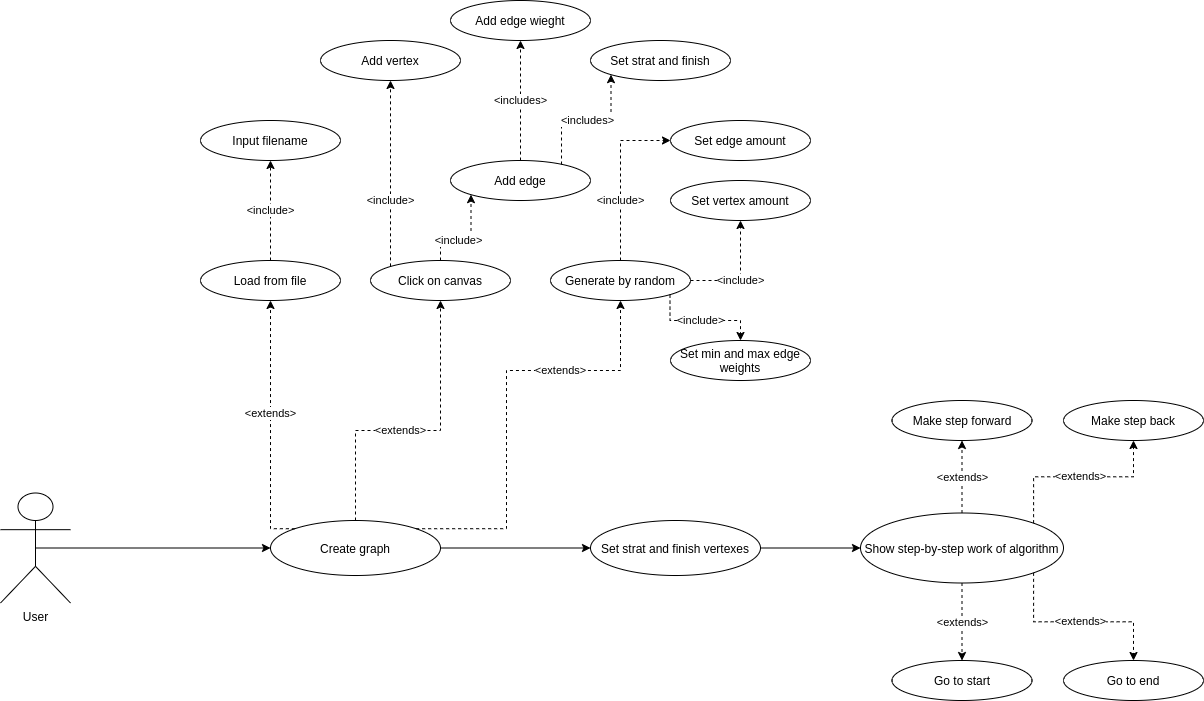 Add edge wieght
Add vertex
Set strat and finish
<includes>
<includes>
Input filename
Set edge amount
Add edge
Set vertex amount
<include>
<include>
<include>
<include>
Load from file
Click on canvas
Generate by random
<include>
<include>
Set min and max edge
weights
<extends>
<extends>
<extends>
Make step forward
Make step back
<extends>
<extends>
Create graph
Set strat and finish vertexes
Show step-by-step work of algorithm
User
<extends>
<extends>
Go to start
Go to end